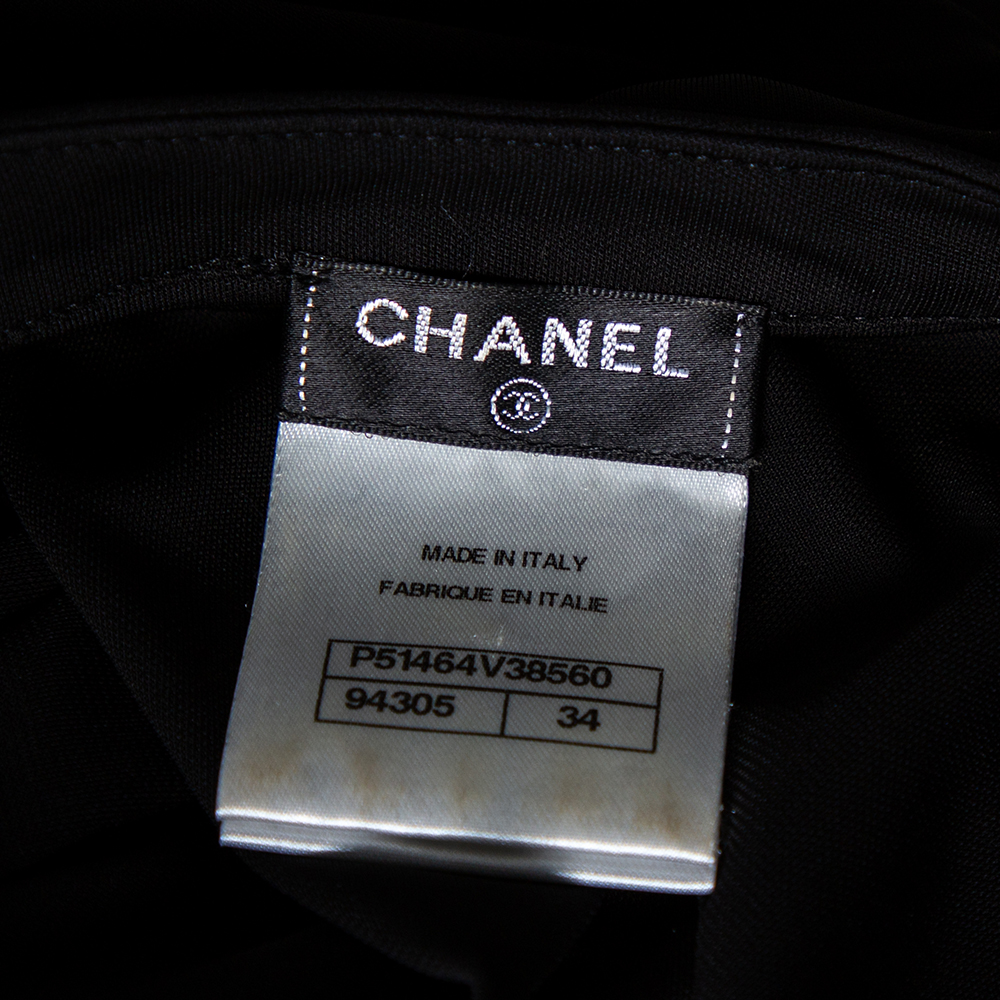 CHANEL
MADE IN ITALY
FABRIQUE EN ITALIE
P51464V38560
94305 34